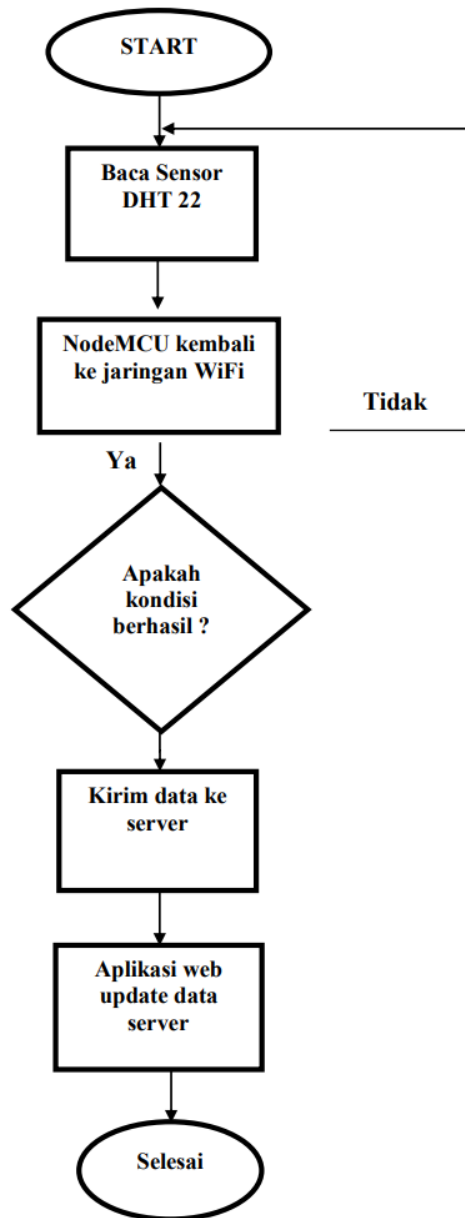 START
Baca Sensor
DHT 22
NodeMCU kembali
ke jaringan WiFi
Tidak
Ya
Apakah
kondisi
berhasil ?
Kirim data ke
server
Aplikasi web
update data
server
Selesai